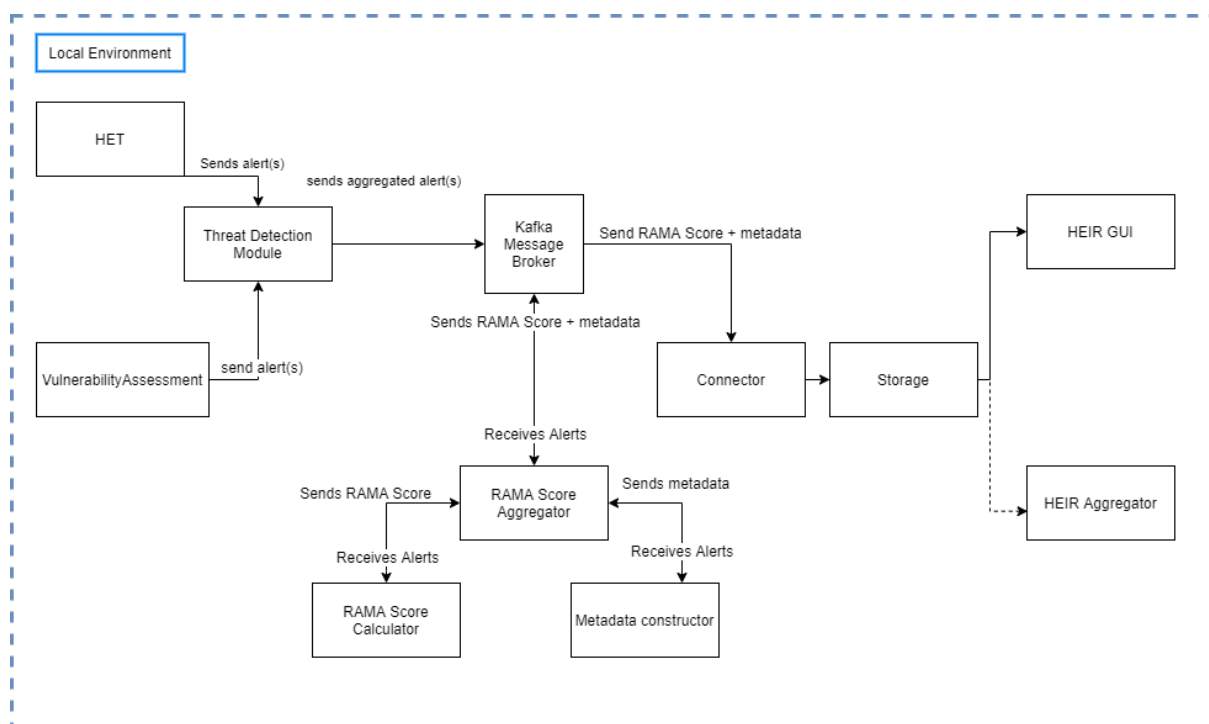 Local Environment
HET
Sends alert(s)
sends aggregated alert(s)
Threat Detection
Module
Kafka
Message
Broker
Send RAMA Score + metadata
HEIR GUI
Sends RAMA Score + metadata
VulnerabilityAssessment
send alert(s)
Connector
Storage
Receives Alerts
Sends RAMA Score
RAMA Score
Aggregator
Sends metadata
HEIR Aggregator
Receives Alerts
Receives Alerts
RAMA Score
Calculator
Metadata constructor